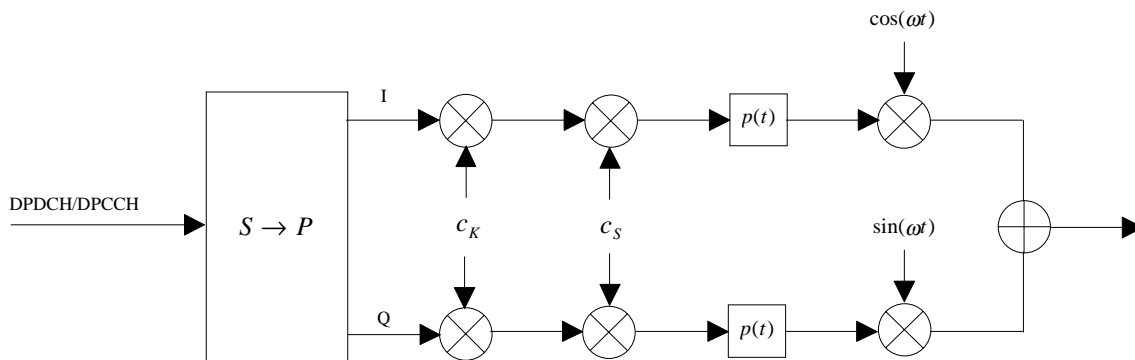 cos(ωt)
I
p(t)
DPDCH/DPCCH
S → P
c_K
c_S
sin(ωt)
Q
p(t)